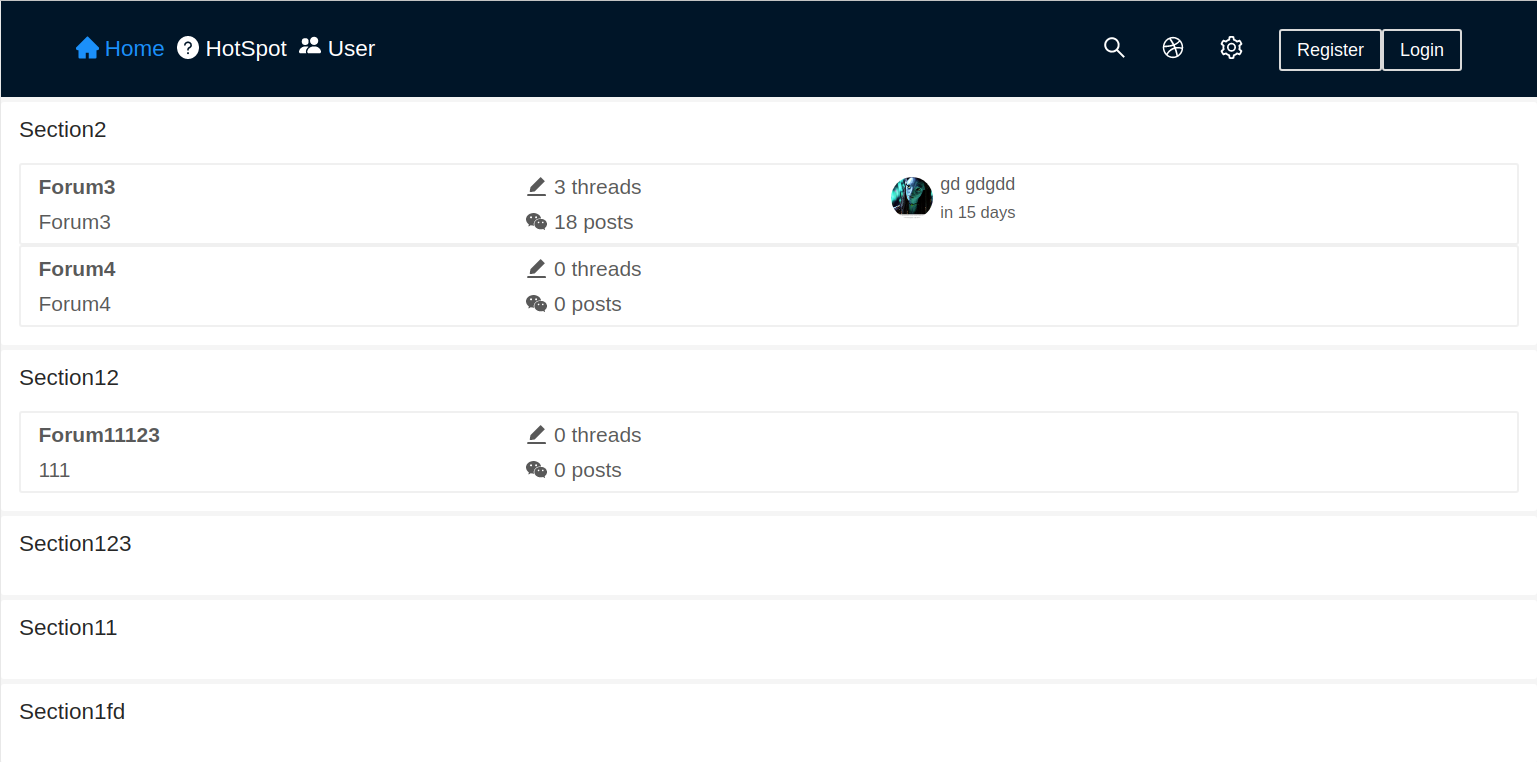 Home HotSpot User Register Login
Section2
Forum3 3 threads gd gdgdd
Forum3 18 posts in 15 days
Forum4 0 threads
Forum4 0 posts
Section12
Forum11123 0 threads
111 0 posts
Section123
Section11
Section1fd